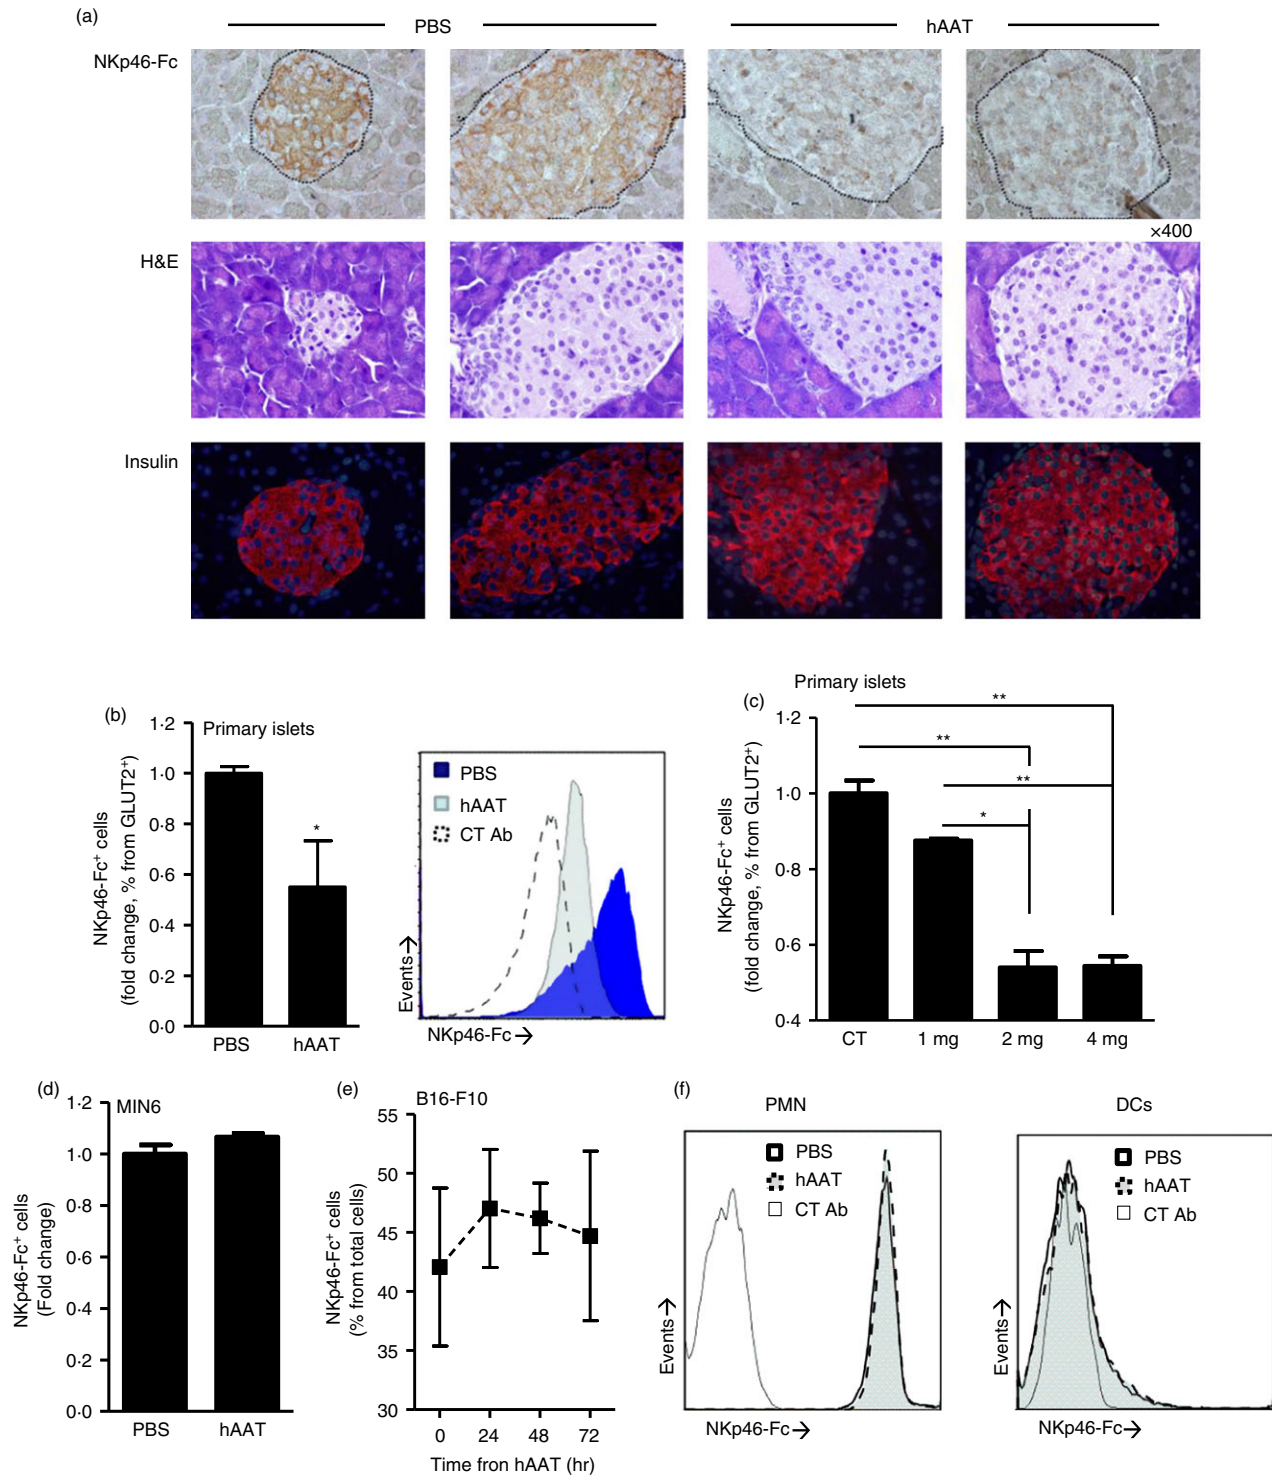 (a)
PBS
hAAT
NKp46-Fc
×400
H&E
Insulin
(b)
Primary islets
NKp46-Fc⁺ cells
(fold change, % from GLUT2⁺)
1·2
1·0
0·8
0·6
0·4
0·2
0·0
*
PBS
hAAT
PBS
hAAT
CT Ab
Events→
NKp46-Fc→
(c)
Primary islets
NKp46-Fc⁺ cells
(fold change, % from GLUT2⁺)
1·2
1·0
0·8
0·6
0·4
**
**
**
*
CT
1 mg
2 mg
4 mg
(d)
MIN6
NKp46-Fc⁺ cells
(Fold change)
1·2
1·0
0·8
0·6
0·4
0·2
0·0
PBS
hAAT
(e)
B16-F10
NKp46-Fc⁺ cells
(% from total cells)
55
50
45
40
35
30
0
24
48
72
Time from hAAT (hr)
(f)
PMN
PBS
hAAT
CT Ab
Events→
NKp46-Fc→
DCs
PBS
hAAT
CT Ab
Events→
NKp46-Fc→